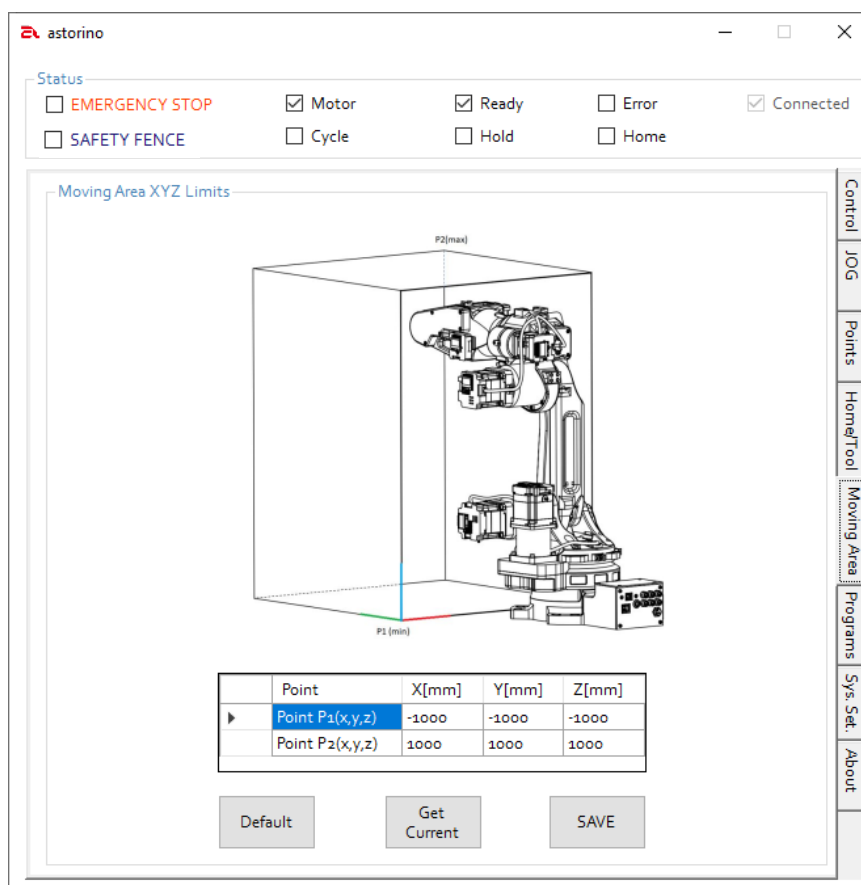 astorino
Status
EMERGENCY STOP Motor Ready Error Connected
SAFETY FENCE Cycle Hold Home
Moving Area XYZ Limits
P2(max)
P1 (min)
Point X[mm] Y[mm] Z[mm]
Point P1(x,y,z) -1000 -1000 -1000
Point P2(x,y,z) 1000 1000 1000
Default
Get
Current
SAVE
Control
JOG
Points
Home/Tool
Moving Area
Programs
Sys. Set.
About